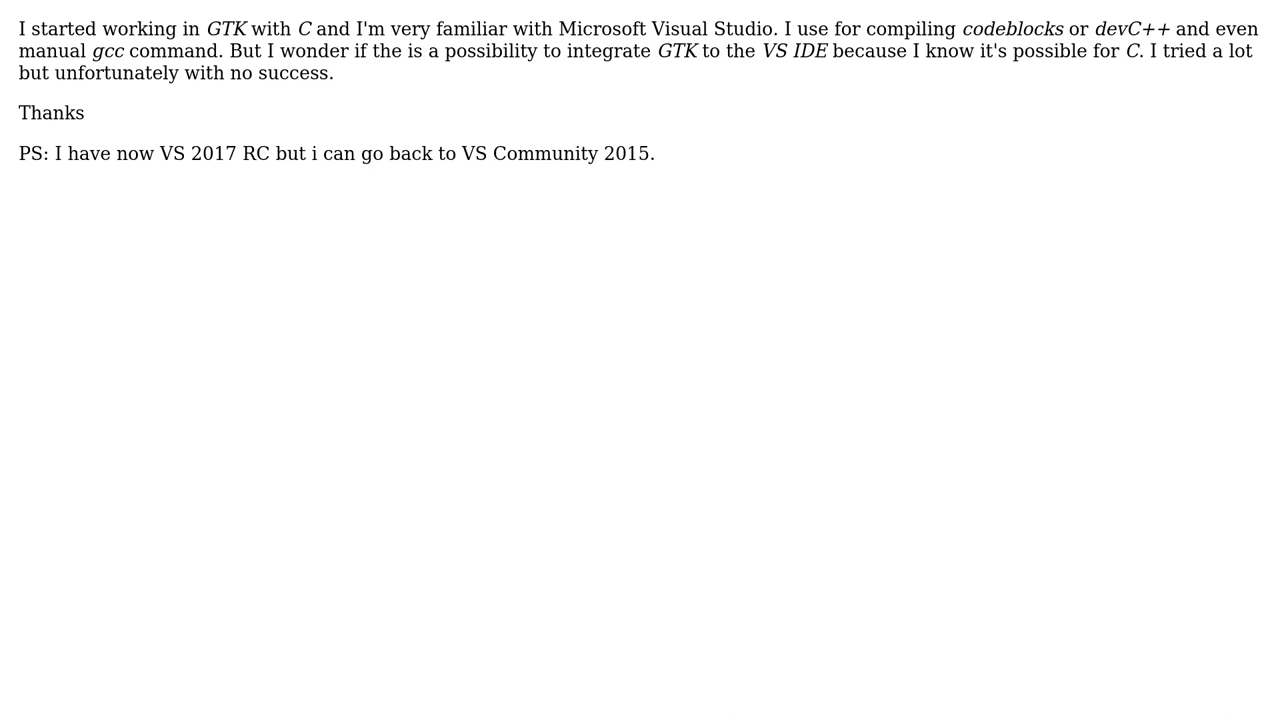 I started working in GTK with C and I'm very familiar with Microsoft Visual Studio. I use for compiling codeblocks or devC++ and even
manual gcc command. But I wonder if the is a possibility to integrate GTK to the VS IDE because I know it's possible for C. I tried a lot
but unfortunately with no success.
Thanks
PS: I have now VS 2017 RC but i can go back to VS Community 2015.